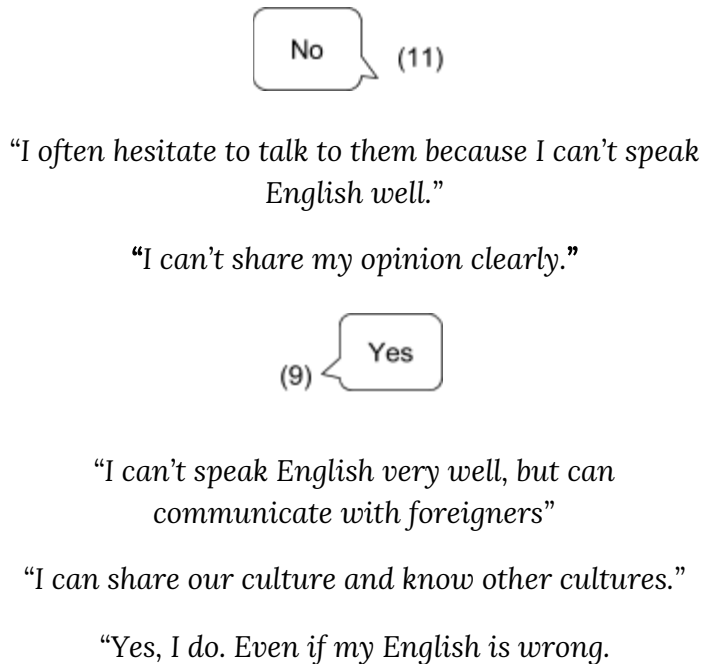 No (11)
“I often hesitate to talk to them because I can’t speak
English well.”
“I can’t share my opinion clearly.”
(9) Yes
“I can’t speak English very well, but can
communicate with foreigners”
“I can share our culture and know other cultures.”
“Yes, I do. Even if my English is wrong.